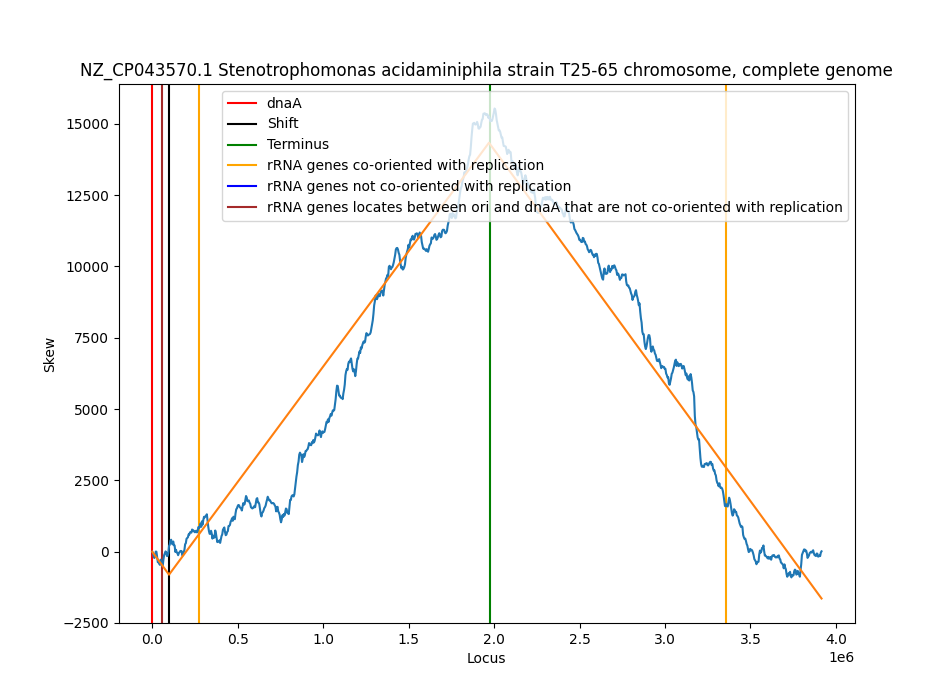 NZ_CP043570.1 Stenotrophomonas acidaminiphila strain T25-65 chromosome, complete genome
dnaA
Shift
Terminus
rRNA genes co-oriented with replication
rRNA genes not co-oriented with replication
rRNA genes locates between ori and dnaA that are not co-oriented with replication
15000
12500
10000
7500
5000
2500
0
−2500
Skew
0.0 0.5 1.0 1.5 2.0 2.5 3.0 3.5 4.0
1e6
Locus